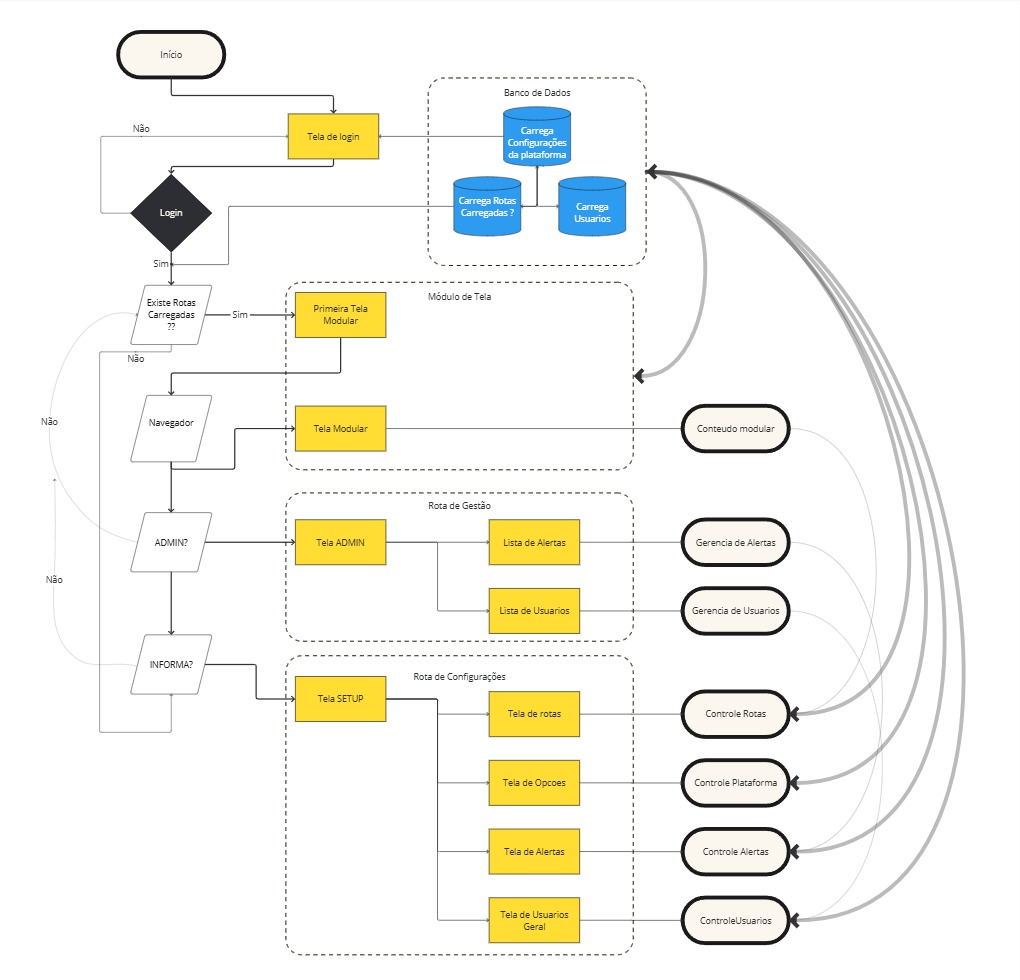 Início
Banco de Dados
Carrega
Configurações
da plataforma
Não
Tela de login
Carrega Rotas
Carregadas ?
Carrega
Usuarios
Login
Sim
Módulo de Tela
Existe Rotas
Carregadas
??
Sim
Primeira Tela
Modular
Não
Não
Navegador
Tela Modular
Conteudo modular
Rota de Gestão
ADMIN?
Tela ADMIN
Lista de Alertas
Gerencia de Alertas
Não
Lista de Usuarios
Gerencia de Usuarios
INFORMA?
Rota de Configurações
Tela SETUP
Tela de rotas
Controle Rotas
Tela de Opcoes
Controle Plataforma
Tela de Alertas
Controle Alertas
Tela de Usuarios
Geral
ControleUsuarios